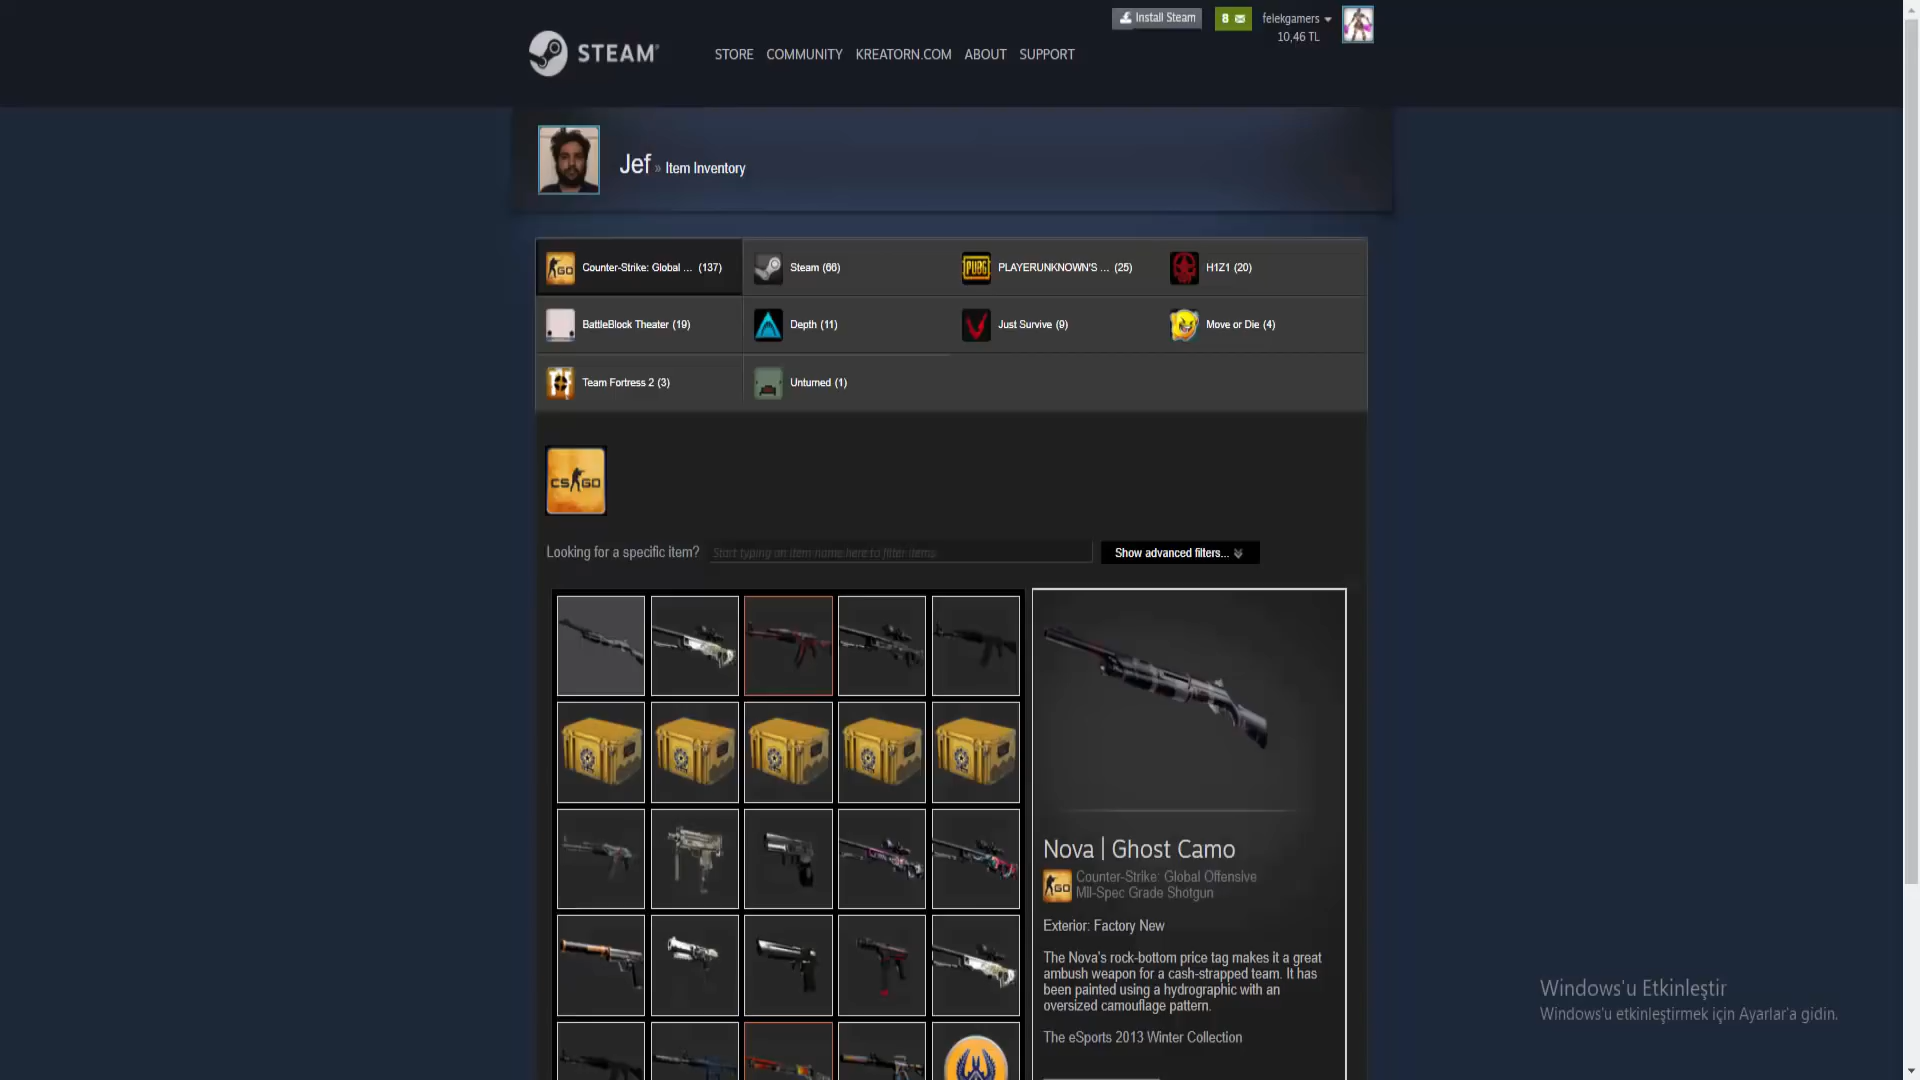 Install Steam
8
felekgamers
10,46 TL
STEAM
STORE COMMUNITY KREATORN.COM ABOUT SUPPORT
Jef » Item Inventory
Counter-Strike: Global ... (137)
Steam (66)
PLAYERUNKNOWN'S ... (25)
H1Z1 (20)
BattleBlock Theater (19)
Depth (11)
Just Survive (9)
Move or Die (4)
Team Fortress 2 (3)
Unturned (1)
CS GO
Looking for a specific item?
Start typing an item name here to filter items
Show advanced filters...
Nova | Ghost Camo
Counter-Strike: Global Offensive
Mil-Spec Grade Shotgun
Exterior: Factory New
The Nova's rock-bottom price tag makes it a great
ambush weapon for a cash-strapped team. It has
been painted using a hydrographic with an
oversized camouflage pattern.
The eSports 2013 Winter Collection
Windows'u Etkinleştir
Windows'u etkinleştirmek için Ayarlar'a gidin.